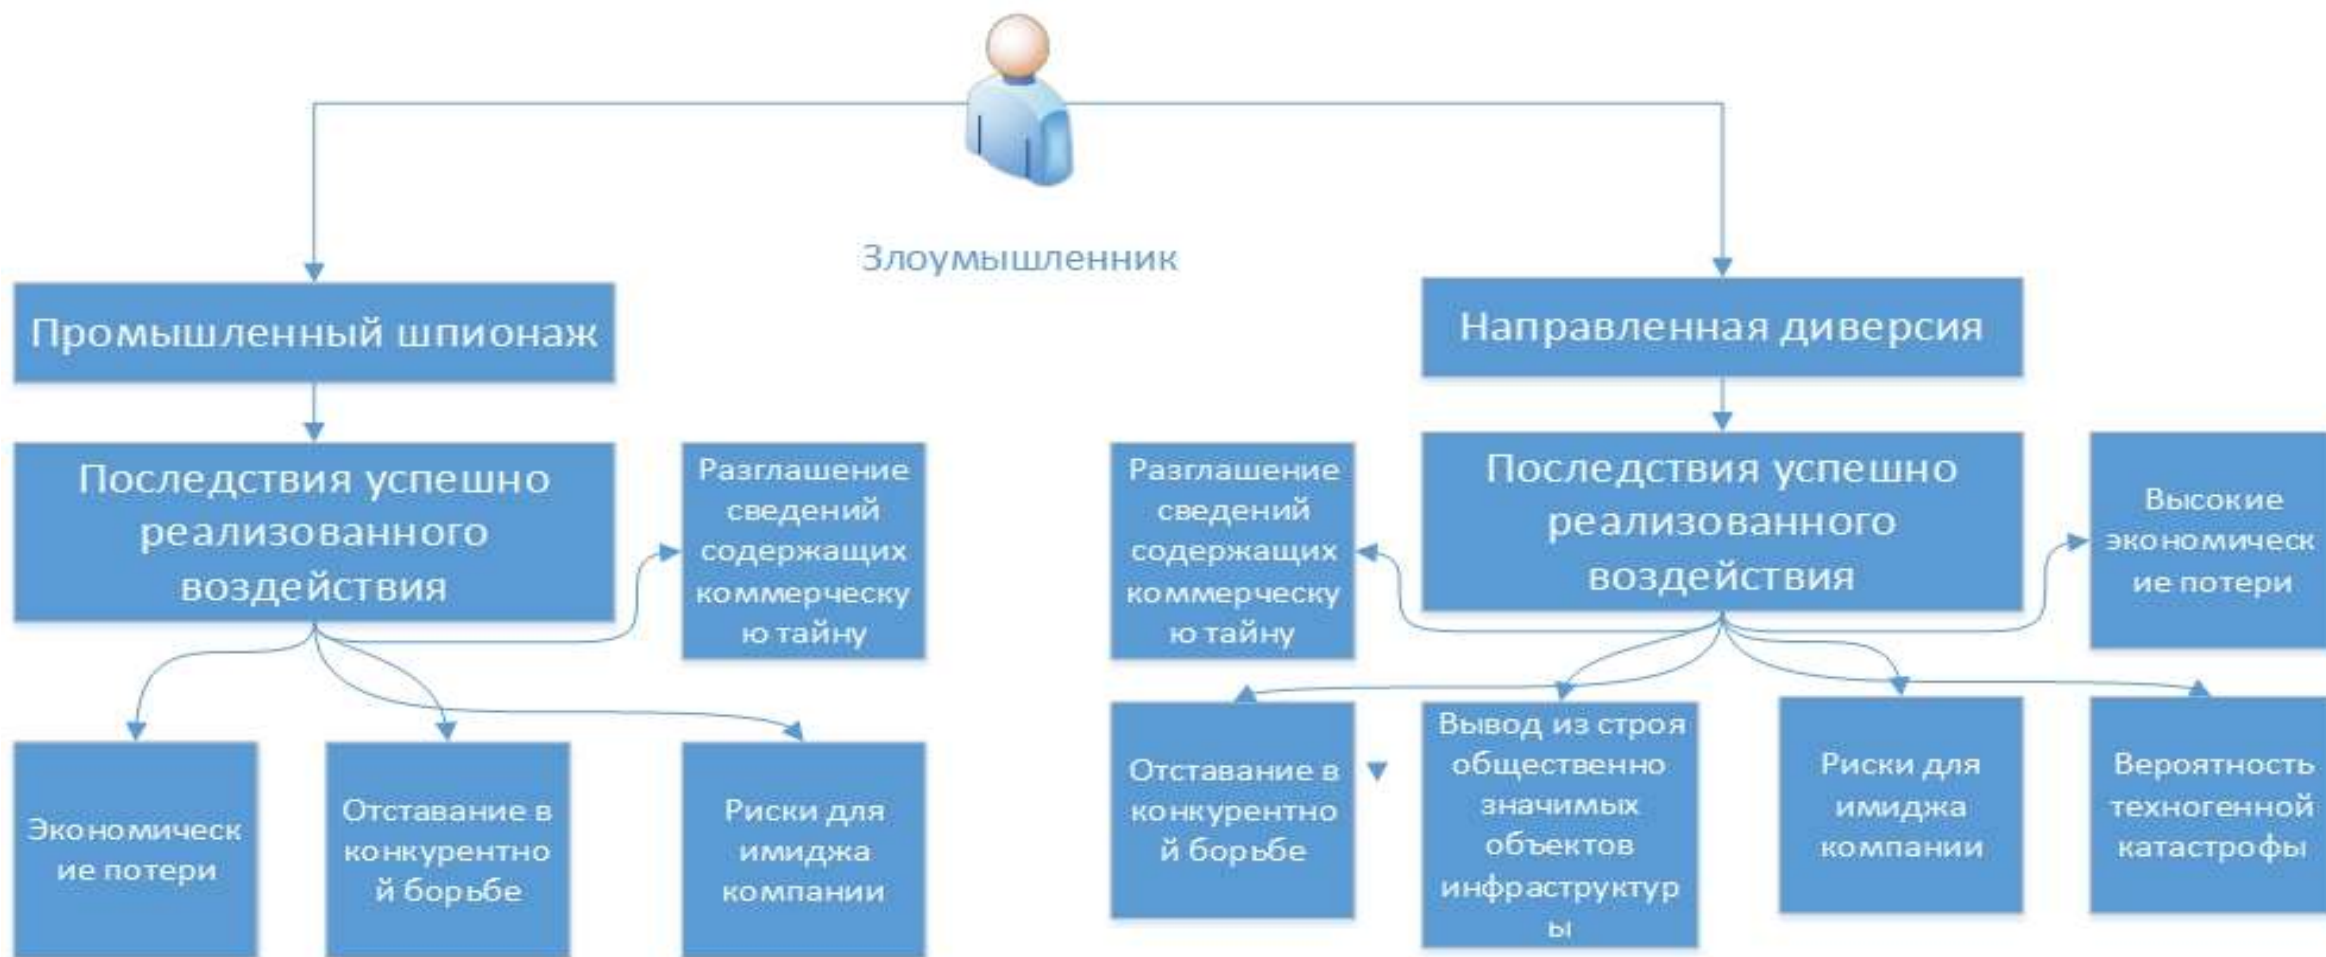 Злоумышленник
Промышленный шпионаж
Направленная диверсия
Последствия успешно
реализованного
воздействия
Разглашение
сведений
содержащих
коммерческу
ю тайну
Разглашение
сведений
содержащих
коммерческу
ю тайну
Последствия успешно
реализованного
воздействия
Высокие
экономическ
ие потери
Экономическ
ие потери
Отставание в
конкурентно
й борьбе
Риски для
имиджа
компании
Отставание в
конкурентно
й борьбе
Вывод из строя
общественно
значимых
объектов
инфраструктур
ы
Риски для
имиджа
компании
Вероятность
техногенной
катастрофы